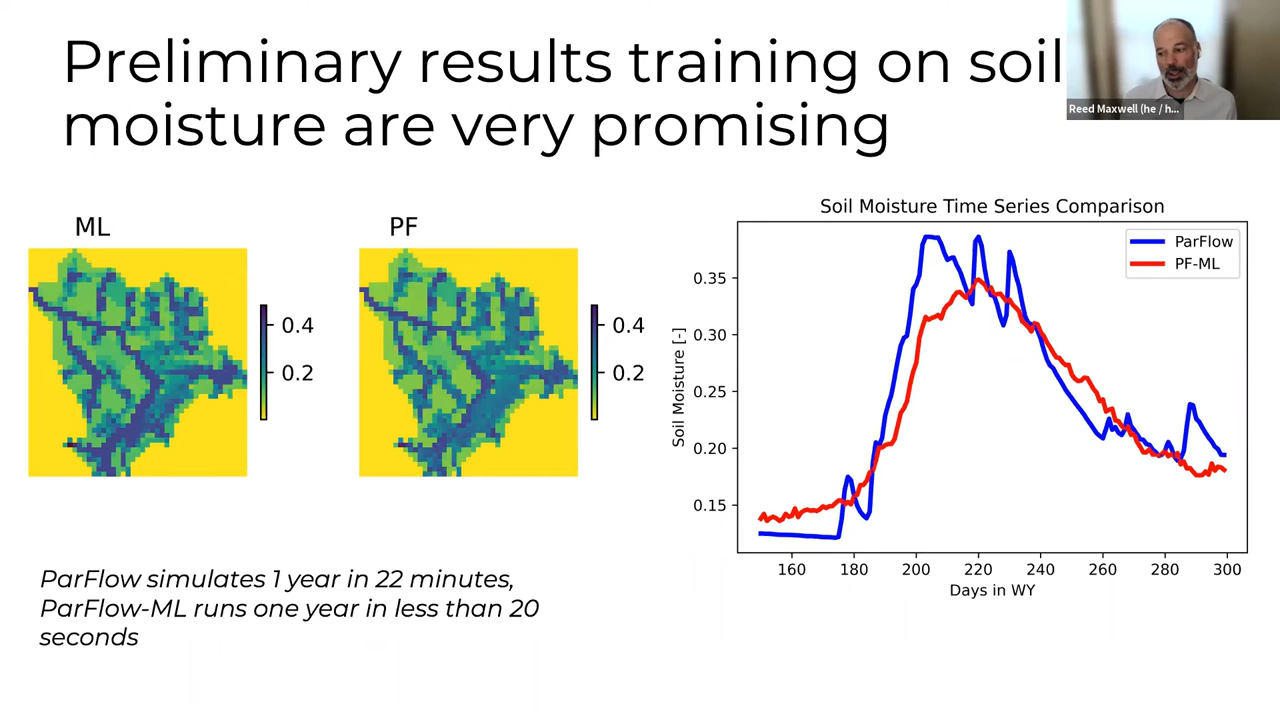 Preliminary results training on soil
moisture are very promising
Reed Maxwell (he / h...
ML
PF
0.4
0.2
0.4
0.2
Soil Moisture Time Series Comparison
ParFlow
PF-ML
Soil Moisture [-]
0.35
0.30
0.25
0.20
0.15
160 180 200 220 240 260 280 300
Days in WY
ParFlow simulates 1 year in 22 minutes,
ParFlow-ML runs one year in less than 20
seconds